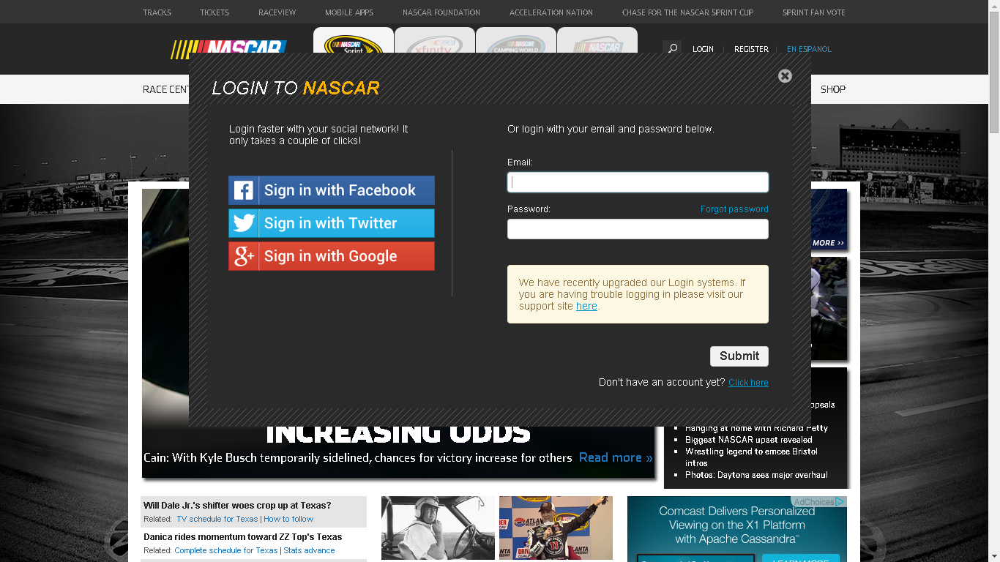 TRACKS
TICKETS
RACEVIEW
MOBILE APPS
NASCAR FOUNDATION
ACCELERATION NATION
CHASE FOR THE NASCAR SPRINT CUP
SPRINT FAN VOTE
NASCAR
NASCAR
Sprint
xfinity
NASCAR
CAMPING WORLD
NASCAR
LOGIN
REGISTER
EN ESPANOL
RACE CENT
SHOP
LOGIN TO NASCAR
Login faster with your social network! It
only takes a couple of clicks!
Sign in with Facebook
Sign in with Twitter
Sign in with Google
Or login with your email and password below.
Email:
Password:
Forgot password
We have recently upgraded our Login systems. If
you are having trouble logging in please visit our
support site here.
Submit
Don't have an account yet? Click here
MORE >>
INCREASING ODDS
Cain: With Kyle Busch temporarily sidelined, chances for victory increase for others Read more »
ppeals
Hanging at home with Richard Petty
Biggest NASCAR upset revealed
Wrestling legend to emcee Bristol
intros
Photos: Daytona sees major overhaul
Will Dale Jr.'s shifter woes crop up at Texas?
Related: TV schedule for Texas | How to follow
Danica rides momentum toward ZZ Top's Texas
Related: Complete schedule for Texas | Stats advance
AdChoices
Comcast Delivers Personalized
Viewing on the X1 Platform
with Apache Cassandra™
LEARN MORE